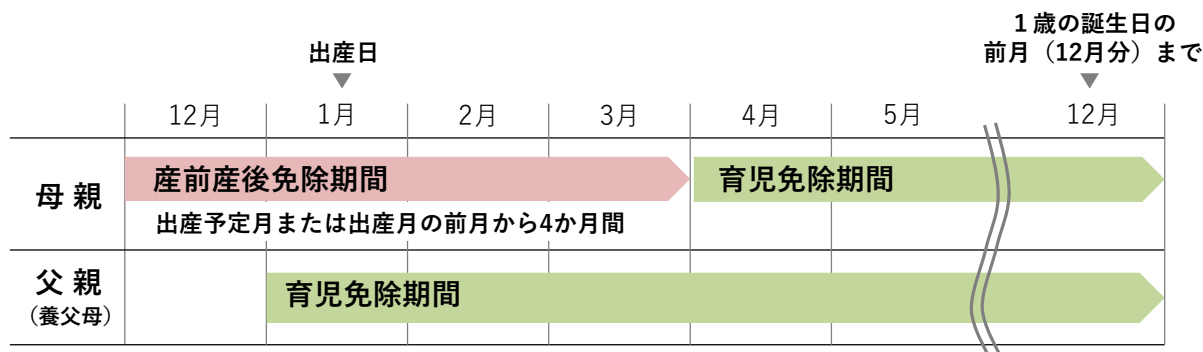 1歳の誕生日の
前月(12月分)まで
出産日
12月 1月 2月 3月 4月 5月 12月
母親
産前産後免除期間 育児免除期間
出産予定月または出産月の前月から4か月間
父親
(養父母)
育児免除期間